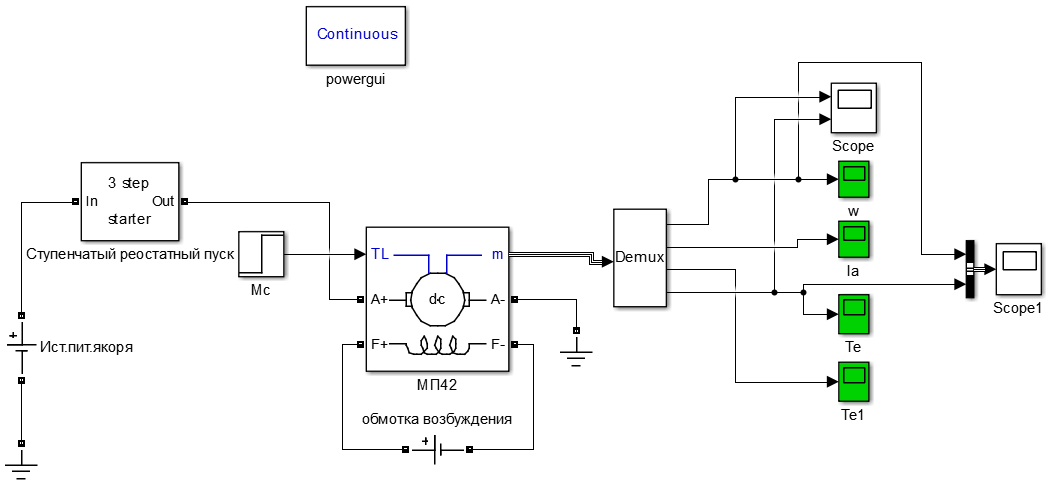 Continuous
powergui
3 step
In Out
starter
Ступенчатый реостатный пуск
Mc
TL m
A+ dc A-
F+ F-
МП42
обмотка возбуждения
+
+
Ист.пит.якоря
Demux
Scope
w
Ia
Te
Te1
Scope1